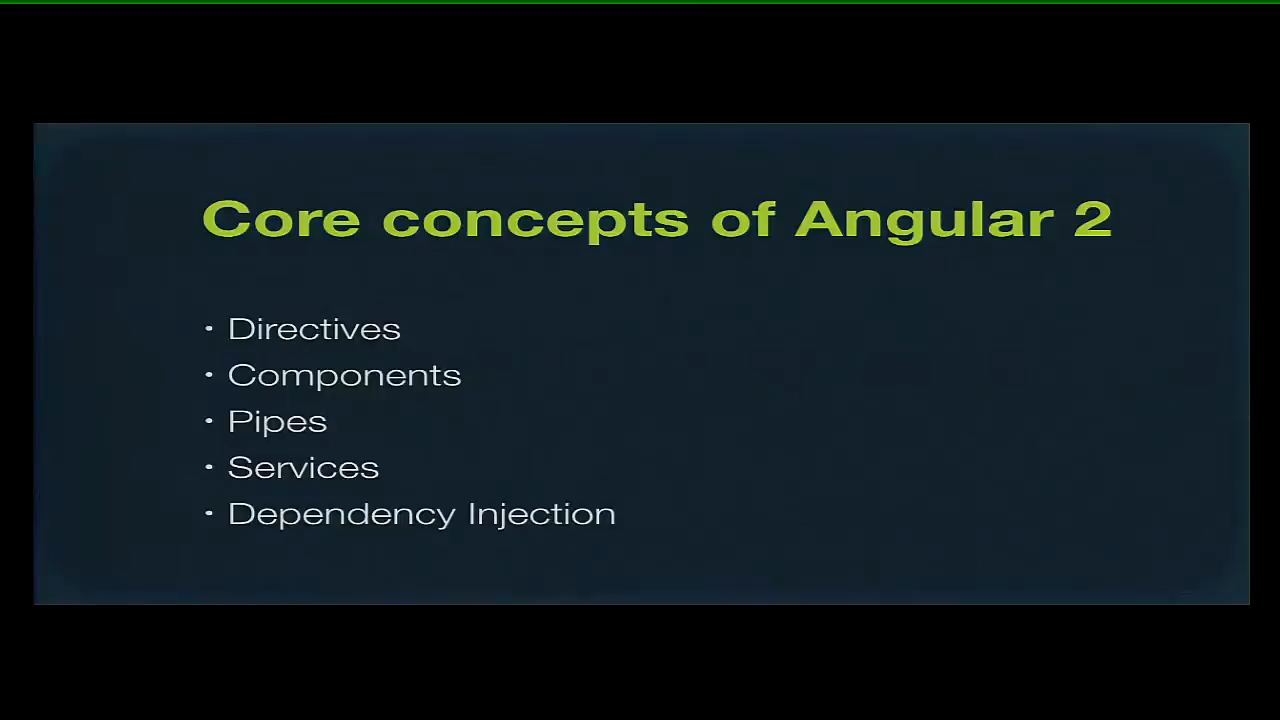 Core concepts of Angular 2
• Directives
• Components
• Pipes
• Services
• Dependency Injection